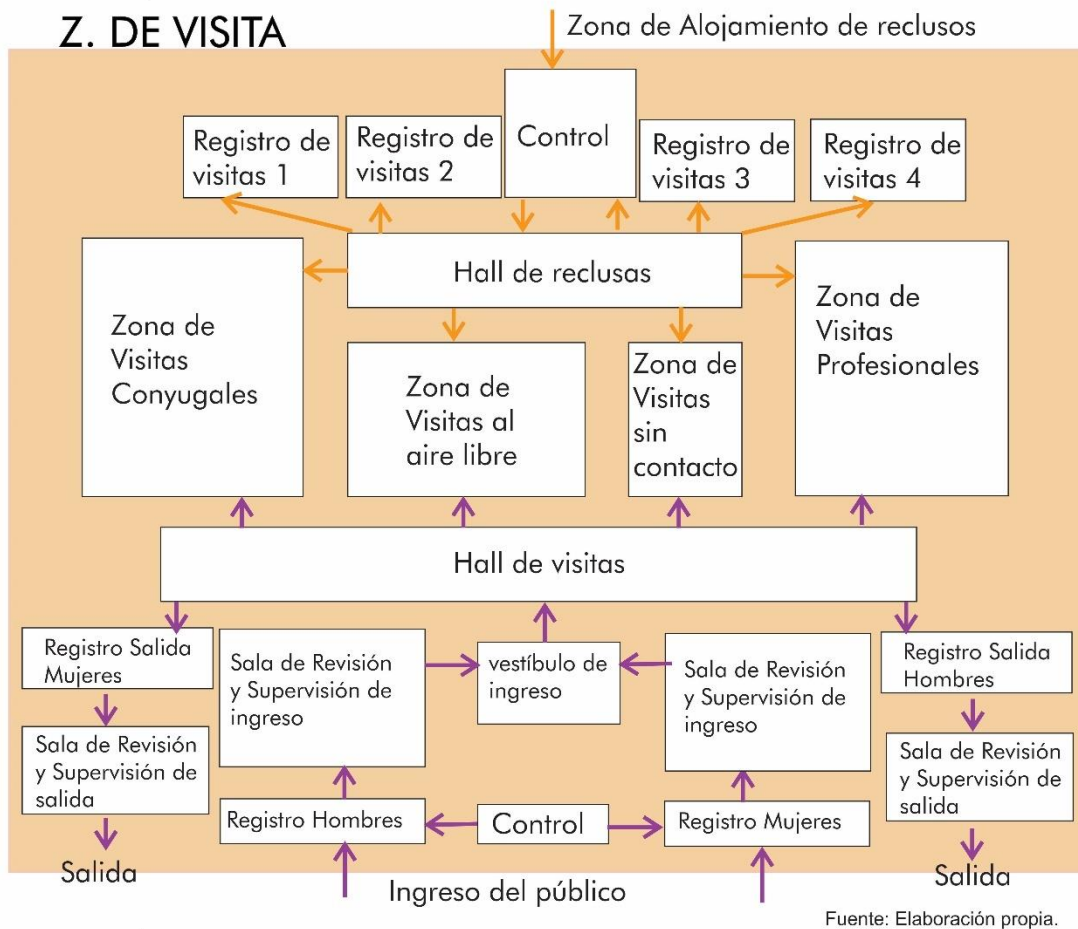 Z. DE VISITA
Zona de Alojamiento de reclusos
Registro de
visitas 1
Registro de
visitas 2
Control
Registro de
visitas 3
Registro de
visitas 4
Hall de reclusas
Zona de
Visitas
Conyugales
Zona de
Visitas al
aire libre
Zona de
Visitas
sin
contacto
Zona de
Visitas
Profesionales
Hall de visitas
Registro Salida
Mujeres
Sala de Revisión
y Supervisión de
ingreso
vestíbulo de
ingreso
Sala de Revisión
y Supervisión de
ingreso
Registro Salida
Hombres
Sala de Revisión
y Supervisión de
salida
Sala de Revisión
y Supervisión de
salida
Registro Hombres
Control
Registro Mujeres
Salida
Ingreso del público
Salida
Fuente: Elaboración propia.